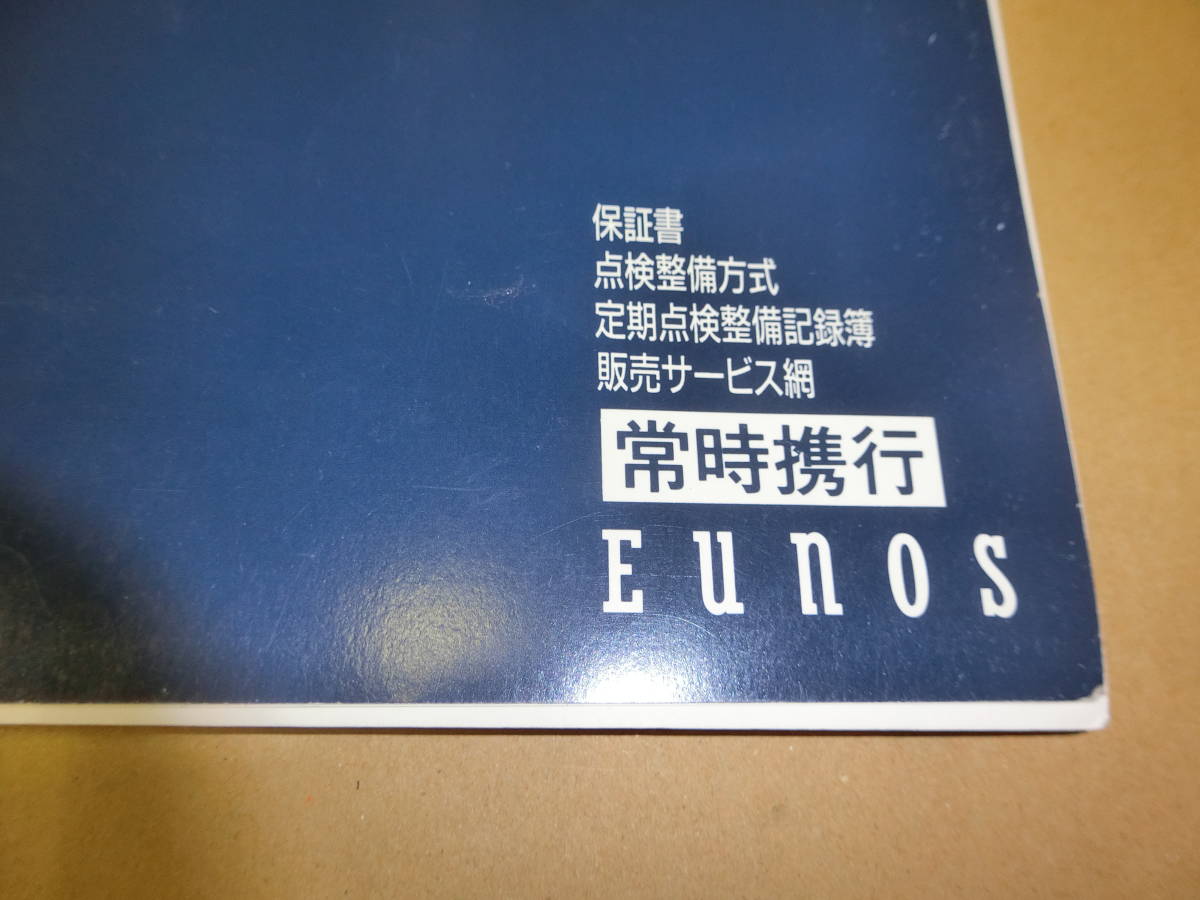 保証書
点検整備方式
定期点検整備記録簿
販売サービス網
常時携行
Eunos